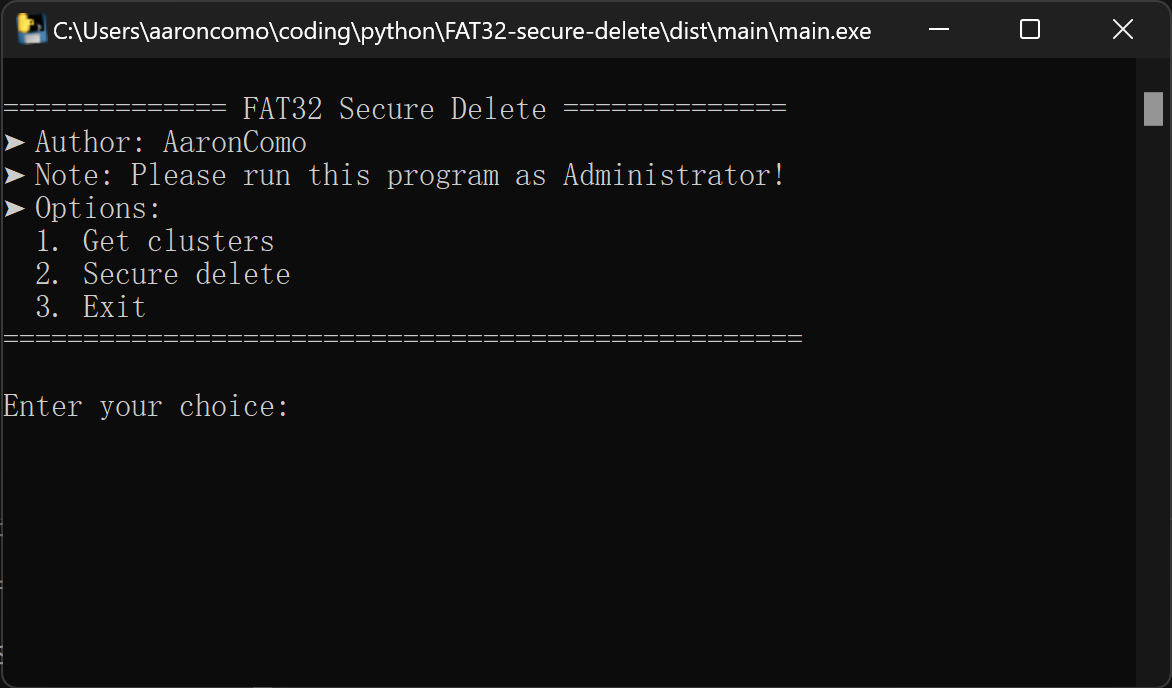 C:\Users\aaroncomo\coding\python\FAT32-secure-delete\dist\main\main.exe
============== FAT32 Secure Delete ==============
➤ Author: AaronComo
➤ Note: Please run this program as Administrator!
➤ Options:
1. Get clusters
2. Secure delete
3. Exit
==================================================
Enter your choice: